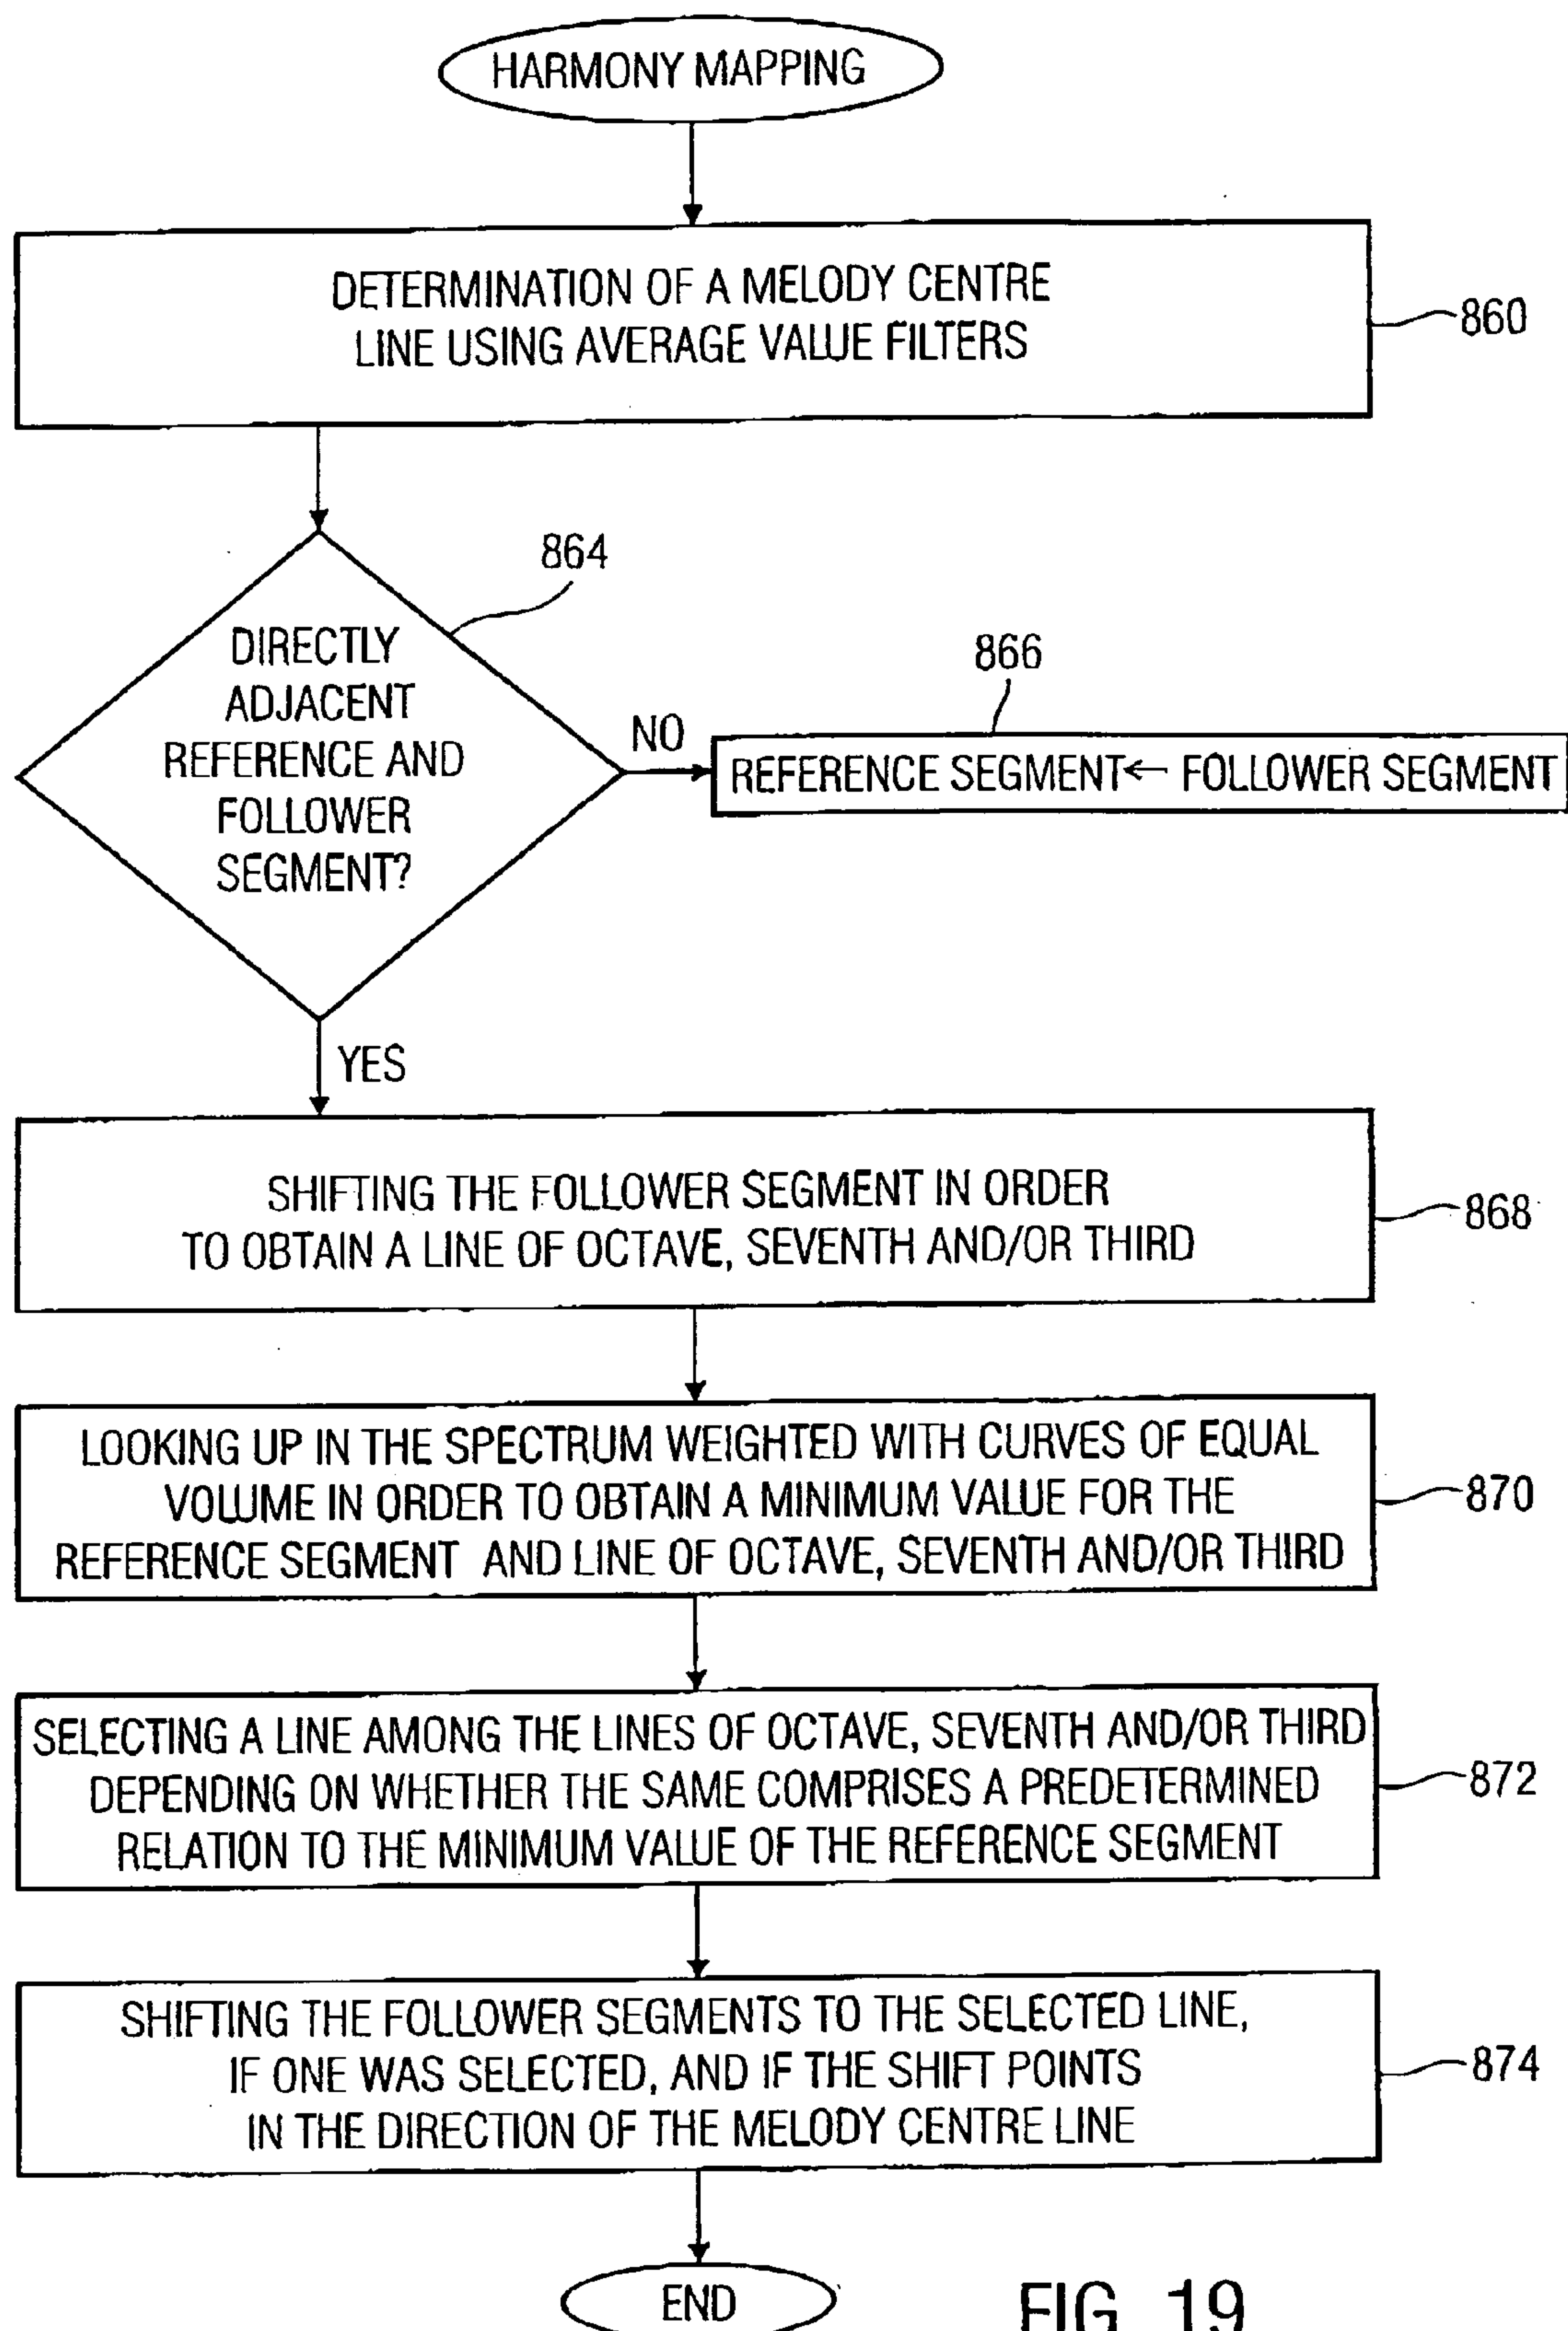 HARMONY MAPPING
DETERMINATION OF A MELODY CENTRE
LINE USING AVERAGE VALUE FILTERS
860
864
DIRECTLY
ADJACENT
REFERENCE AND
FOLLOWER
SEGMENT?
NO
866
REFERENCE SEGMENT← FOLLOWER SEGMENT
YES
SHIFTING THE FOLLOWER SEGMENT IN ORDER
TO OBTAIN A LINE OF OCTAVE, SEVENTH AND/OR THIRD
868
LOOKING UP IN THE SPECTRUM WEIGHTED WITH CURVES OF EQUAL
VOLUME IN ORDER TO OBTAIN A MINIMUM VALUE FOR THE
REFERENCE SEGMENT AND LINE OF OCTAVE, SEVENTH AND/OR THIRD
870
SELECTING A LINE AMONG THE LINES OF OCTAVE, SEVENTH AND/OR THIRD
DEPENDING ON WHETHER THE SAME COMPRISES A PREDETERMINED
RELATION TO THE MINIMUM VALUE OF THE REFERENCE SEGMENT
872
SHIFTING THE FOLLOWER SEGMENTS TO THE SELECTED LINE,
IF ONE WAS SELECTED, AND IF THE SHIFT POINTS
IN THE DIRECTION OF THE MELODY CENTRE LINE
874
END
FIG 19